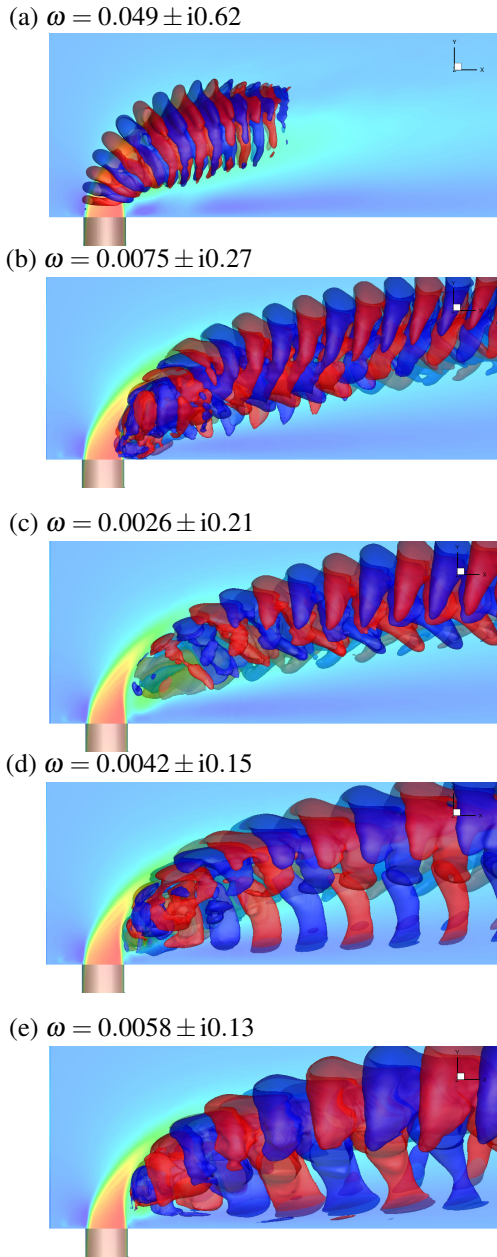 (a) ω = 0.049 ± i0.62
Y
X
(b) ω = 0.0075 ± i0.27
Y
X
(c) ω = 0.0026 ± i0.21
Y
X
(d) ω = 0.0042 ± i0.15
Y
X
(e) ω = 0.0058 ± i0.13
Y
X